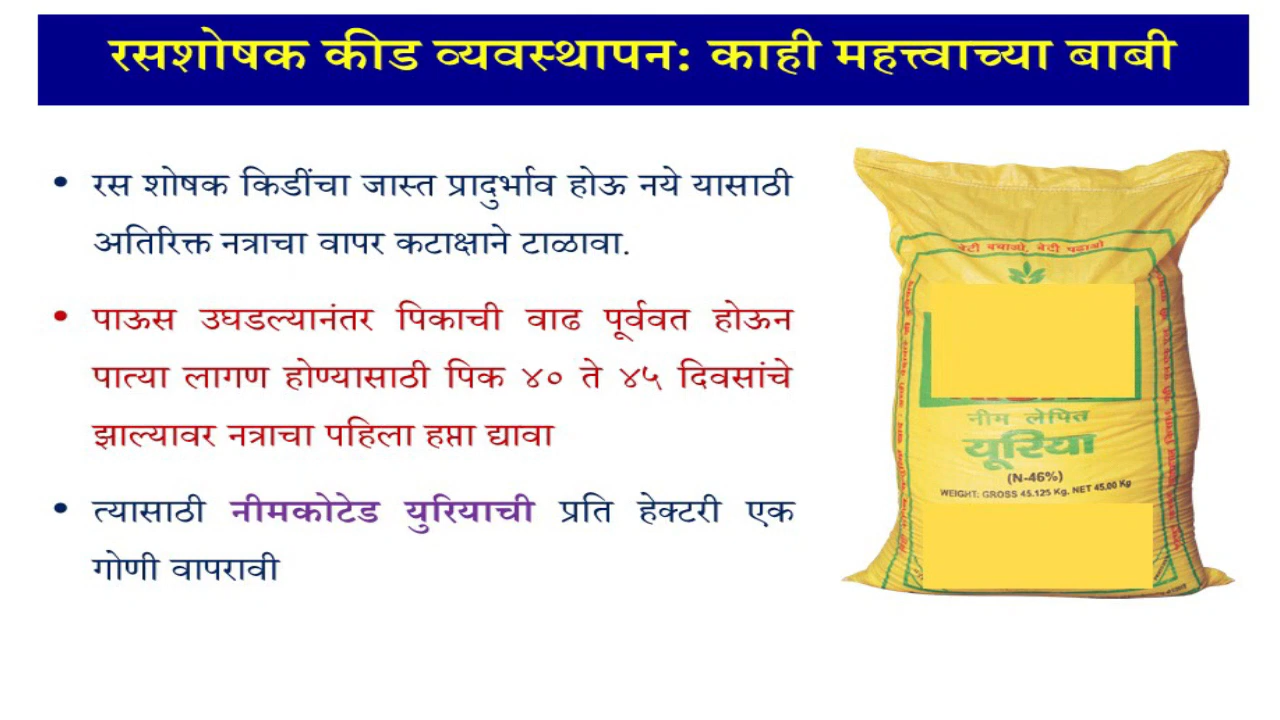 रसशोषक कीड व्यवस्थापन: काही महत्त्वाच्या बाबी
• रस शोषक किडींचा जास्त प्रादुर्भाव होऊ नये यासाठी
अतिरिक्त नत्राचा वापर कटाक्षाने टाळावा.
• पाऊस उघडल्यानंतर पिकाची वाढ पूर्ववत होऊन
पात्या लागण होण्यासाठी पिक ४० ते ४५ दिवसांचे
झाल्यावर नत्राचा पहिला हप्ता द्यावा
• त्यासाठी नीमकोटेड युरियाची प्रति हेक्टरी एक
गोणी वापरावी
बेटी बचाओ, बेटी पढाओ
नीम लेपित
यूरिया
(N-46%)
WEIGHT: GROSS 45.125 Kg. NET 45.00 Kg